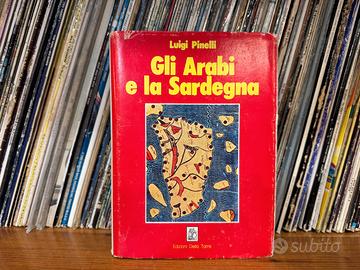 Luigi Pinelli
Gli Arabi
e la Sardegna
Edizioni Della Torre
subito